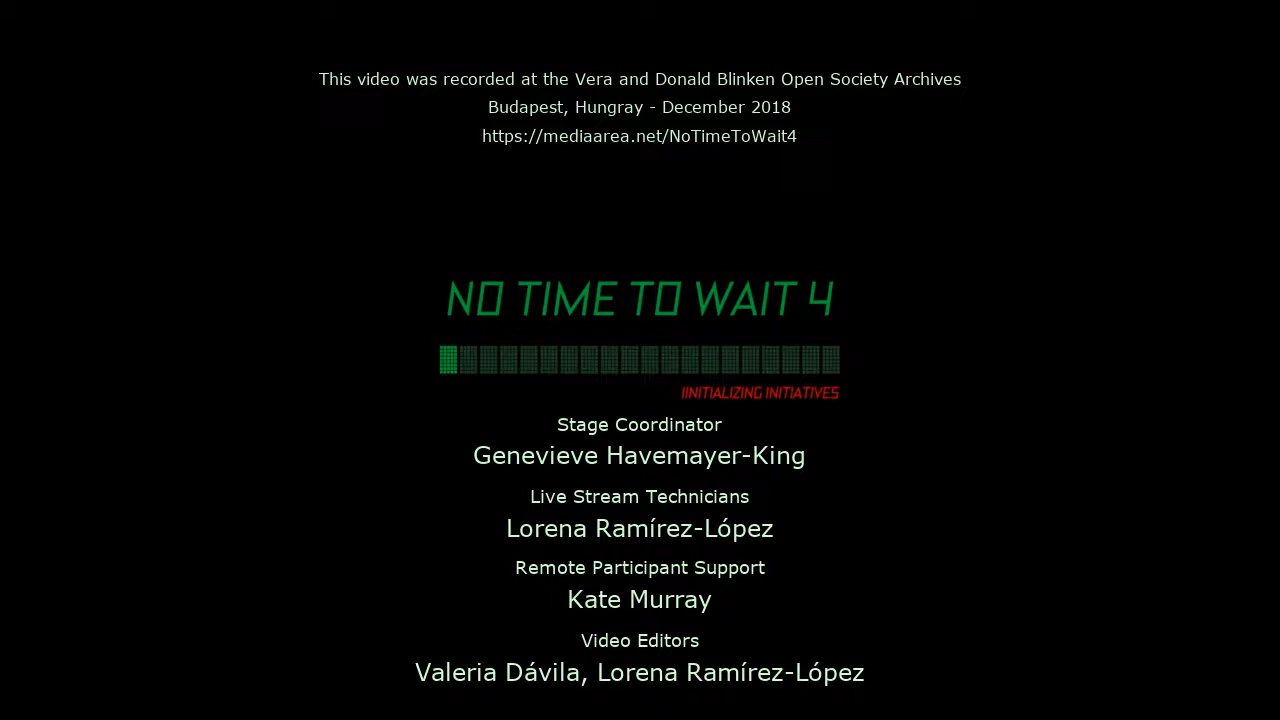 This video was recorded at the Vera and Donald Blinken Open Society Archives
Budapest, Hungray - December 2018
https://mediaarea.net/NoTimeToWait4
NO TIME TO WAIT 4
IINITIALIZING INITIATIVES
Stage Coordinator
Genevieve Havemayer-King
Live Stream Technicians
Lorena Ramírez-López
Remote Participant Support
Kate Murray
Video Editors
Valeria Dávila, Lorena Ramírez-López